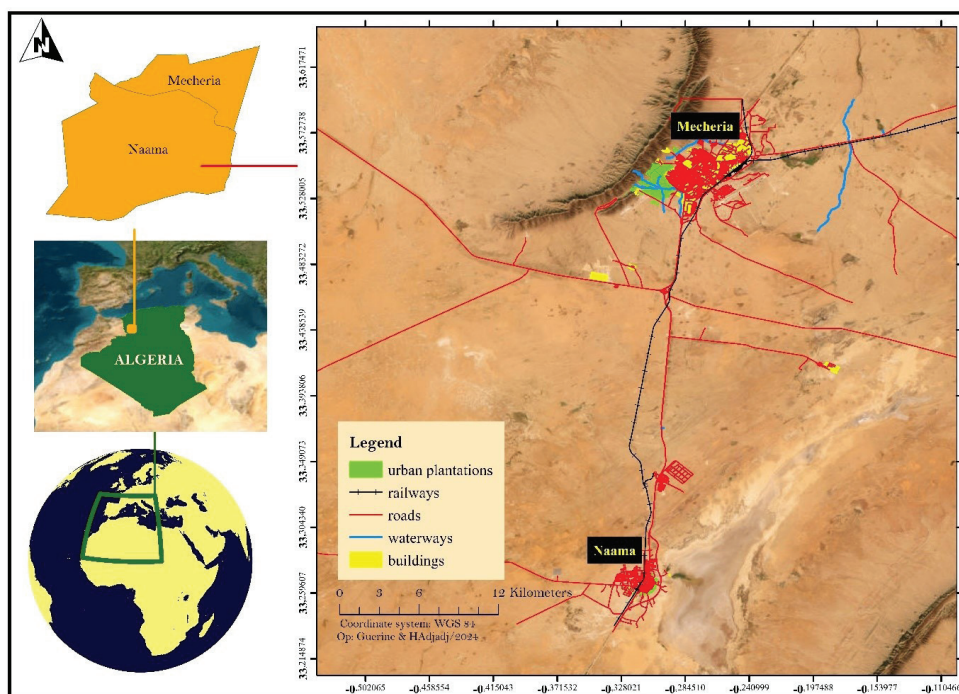 N
Mecheria
Naama
ALGERIA
Mecheria
Naama
Legend
urban plantations
railways
roads
waterways
buildings
0 3 6 12 Kilometers
Coordinate system: WGS 84
Op: Guerine & HAdjadj/2024
33.617471
33.572738
33.528005
33.483272
33.438539
33.393806
33.349073
33.304340
33.259607
33.214874
-0.502065 -0.458554 -0.415043 -0.371532 -0.328021 -0.284510 -0.240999 -0.197488 -0.153977 -0.110466